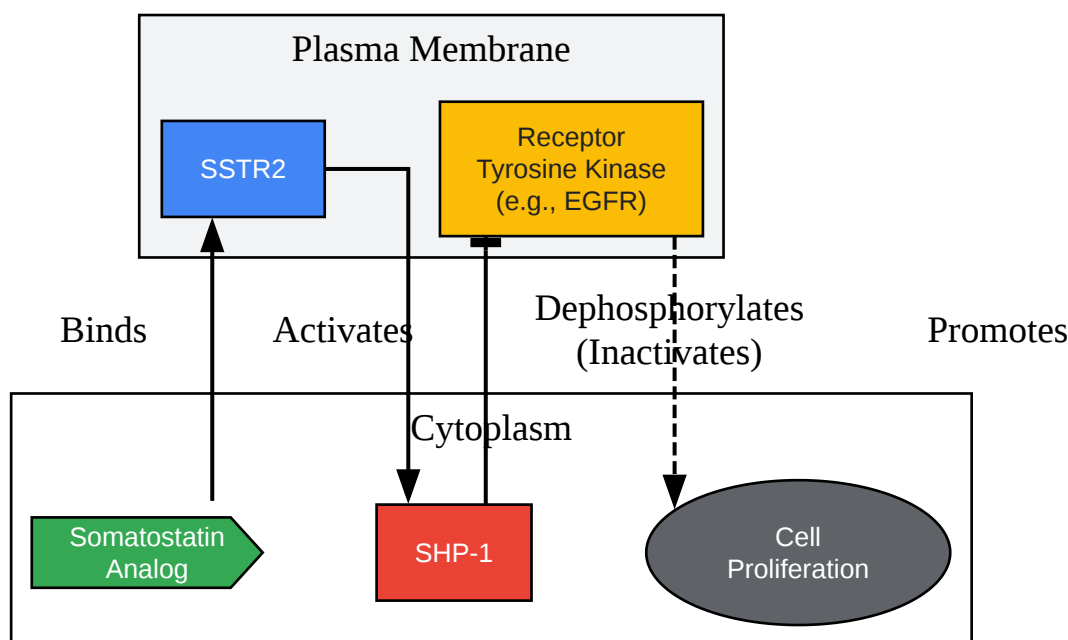 Plasma Membrane
SSTR2
Receptor
Tyrosine Kinase
(e.g., EGFR)
Binds
Activates
Dephosphorylates
(Inactivates)
Promotes
Cytoplasm
Somatostatin
Analog
SHP-1
Cell
Proliferation